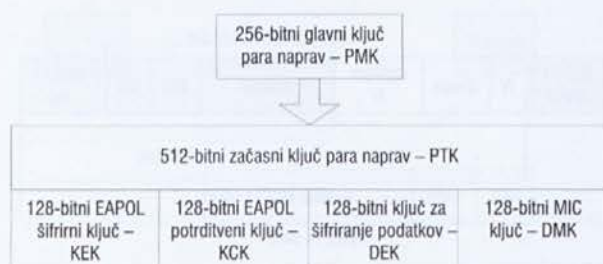 256-bitni glavni ključ
para naprav – PMK
512-bitni začasni ključ para naprav – PTK
128-bitni EAPOL
šifrirni ključ –
KEK
128-bitni EAPOL
potrditveni ključ –
KCK
128-bitni ključ za
šifriranje podatkov –
DEK
128-bitni MIC
ključ – DMK